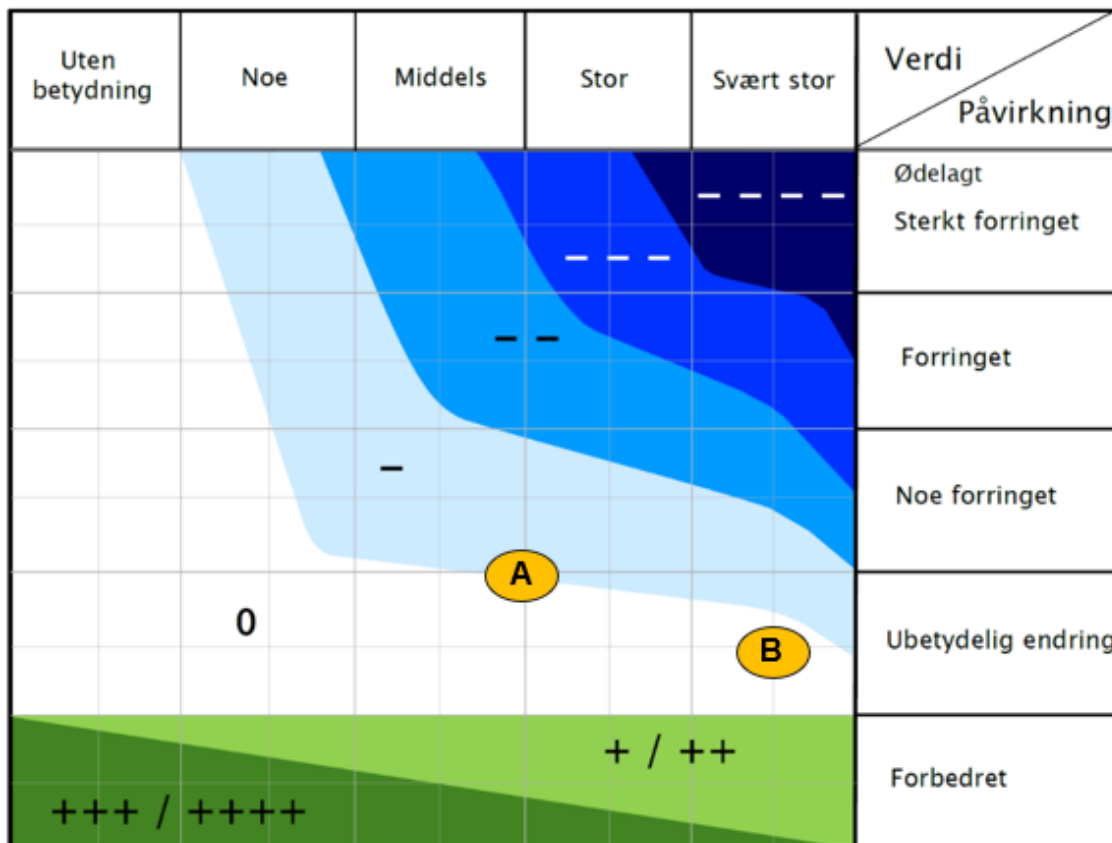 Uten
betydning
Noe
Middels
Stor
Svært stor
Verdi
Påvirkning
Ødelagt
Sterkt forringet
– – – –
– – –
– –
Forringet
–
Noe forringet
A
0
B
Ubetydelig endring
+ / ++
Forbedret
+++ / ++++